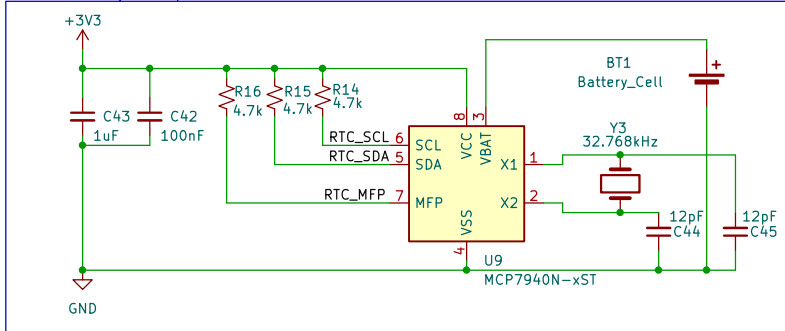 +3V3
BT1
Battery_Cell
+
R16
4.7k
R15
4.7k
R14
4.7k
C43
1uF
C42
100nF
8
VCC
3
VBAT
Y3
32.768kHz
RTC_SCL
6
SCL
RTC_SDA
5
SDA
X1
1
RTC_MFP
7
MFP
X2
2
12pF
C44
12pF
C45
VSS
4
U9
MCP7940N-xST
GND